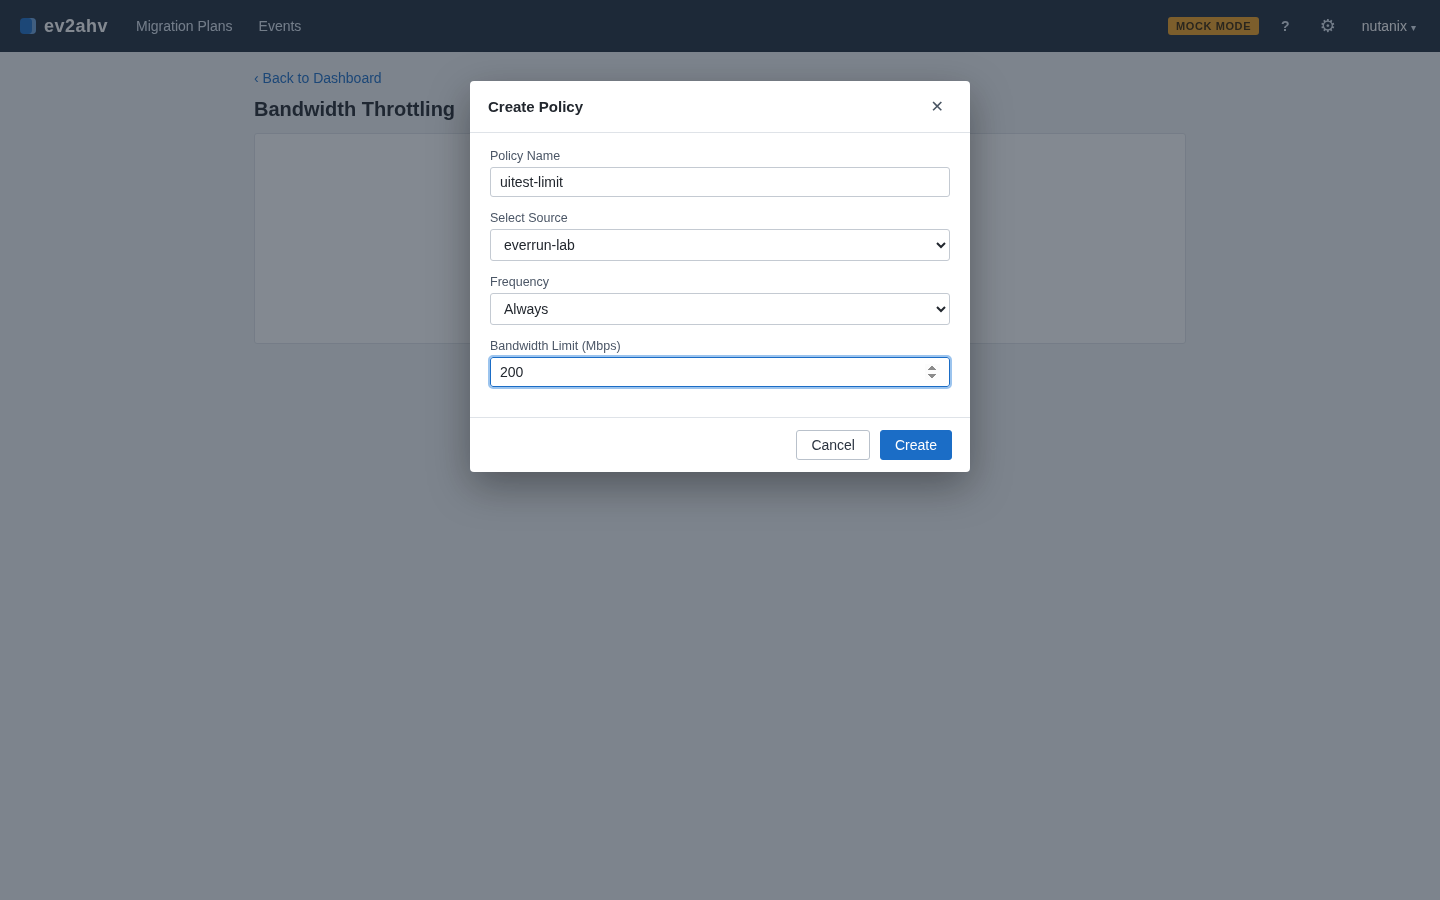 ev2ahv
Migration Plans
Events
MOCK MODE
?
nutanix ▾
‹ Back to Dashboard
Bandwidth Throttling
Create Policy
✕
Policy Name
uitest-limit
Select Source
everrun-lab
Frequency
Always
Bandwidth Limit (Mbps)
200
Cancel
Create